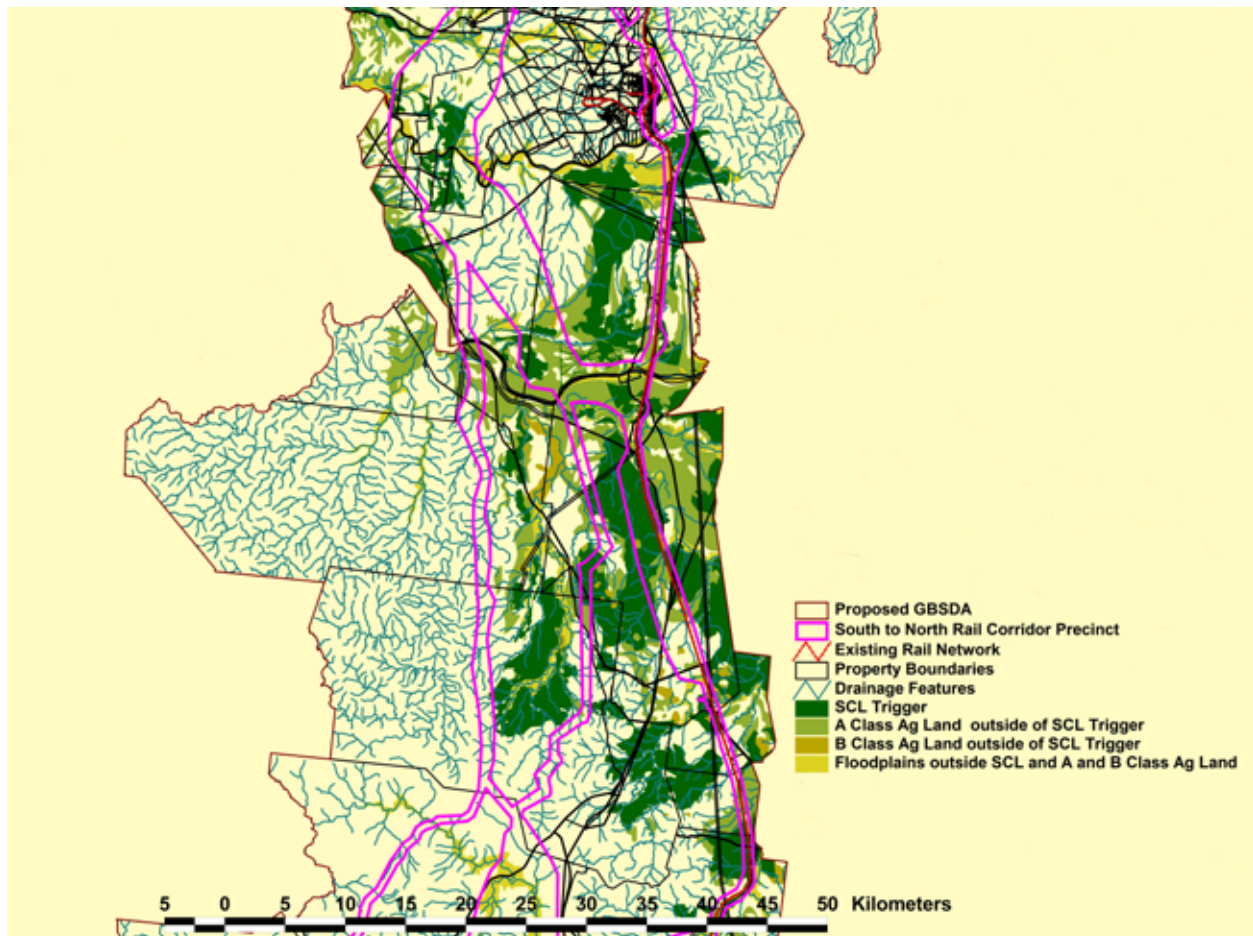 Proposed GBSDA
South to North Rail Corridor Precinct
Existing Rail Network
Property Boundaries
Drainage Features
SCL Trigger
A Class Ag Land outside of SCL Trigger
B Class Ag Land outside of SCL Trigger
Floodplains outside SCL and A and B Class Ag Land
5 0 5 10 15 20 25 30 35 40 45 50 Kilometers